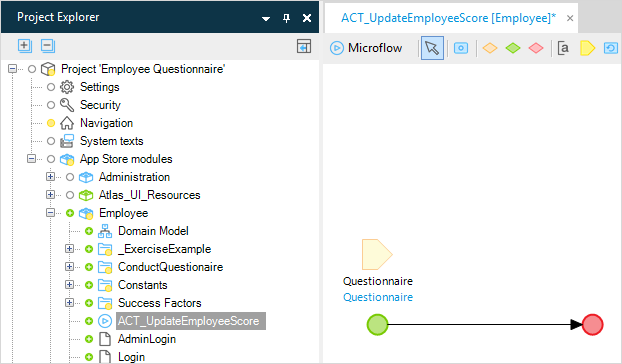 Project Explorer
Project 'Employee Questionnaire'
Settings
Security
Navigation
System texts
App Store modules
Administration
Atlas_UI_Resources
Employee
Domain Model
_ExerciseExample
ConductQuestionaire
Constants
Success Factors
ACT_UpdateEmployeeScore
AdminLogin
Login
ACT_UpdateEmployeeScore [Employee]*
Microflow
[a
Questionnaire
Questionnaire